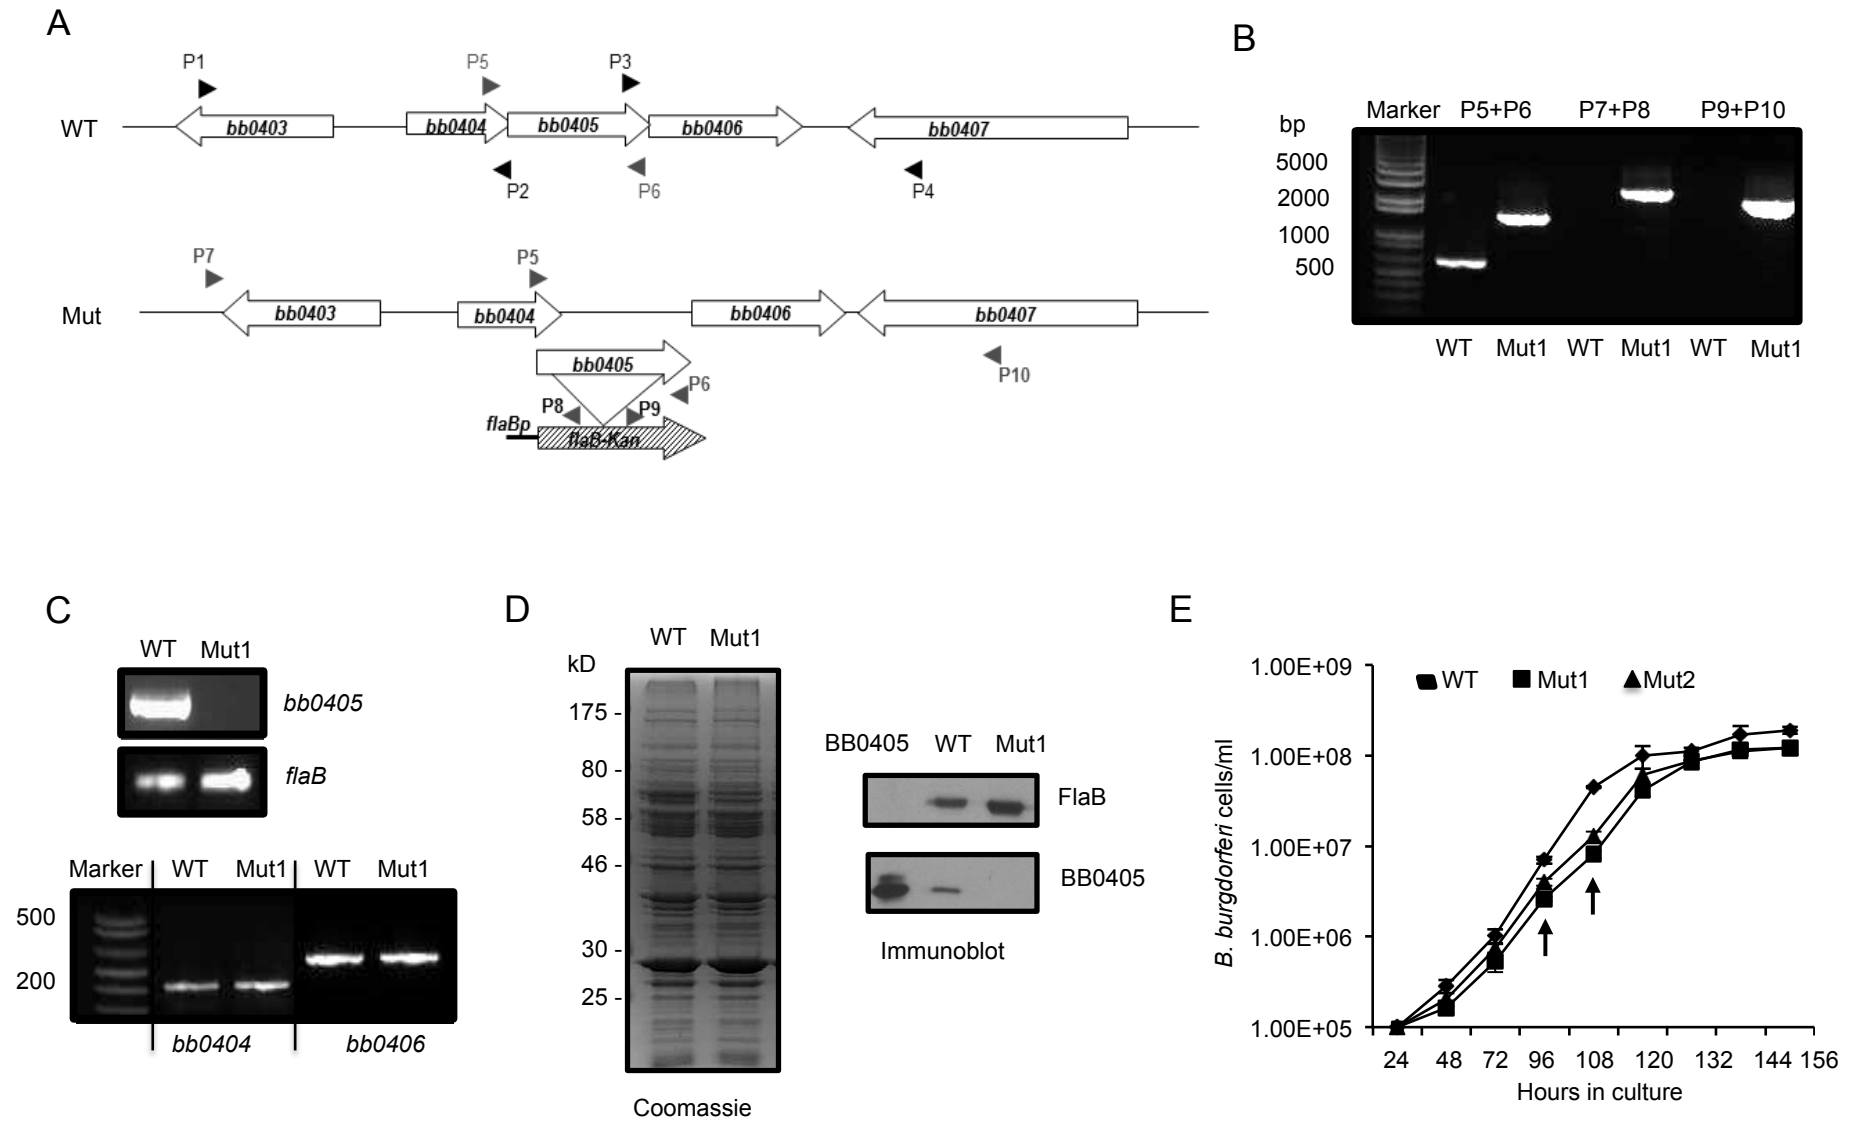 A
P1 P5 P3
WT bb0403 bb0404 bb0405 bb0406 bb0407
P2 P6 P4
P7 P5
Mut bb0403 bb0404 bb0406 bb0407
bb0405 P10
P6
P8 P9
flaBp
flaB-Kan
B
Marker P5+P6 P7+P8 P9+P10
bp
5000
2000
1000
500
WT Mut1 WT Mut1 WT Mut1
C
WT Mut1
bb0405
flaB
Marker WT Mut1 WT Mut1
500
200
bb0404 bb0406
D
WT Mut1
kD
175 -
80 -
58 -
46 -
30 -
25 -
Coomassie
BB0405 WT Mut1
FlaB
BB0405
Immunoblot
E
WT Mut1 Mut2
1.00E+09
1.00E+08
1.00E+07
1.00E+06
1.00E+05
B. burgdorferi cells/ml
24 48 72 96 108 120 132 144 156
Hours in culture